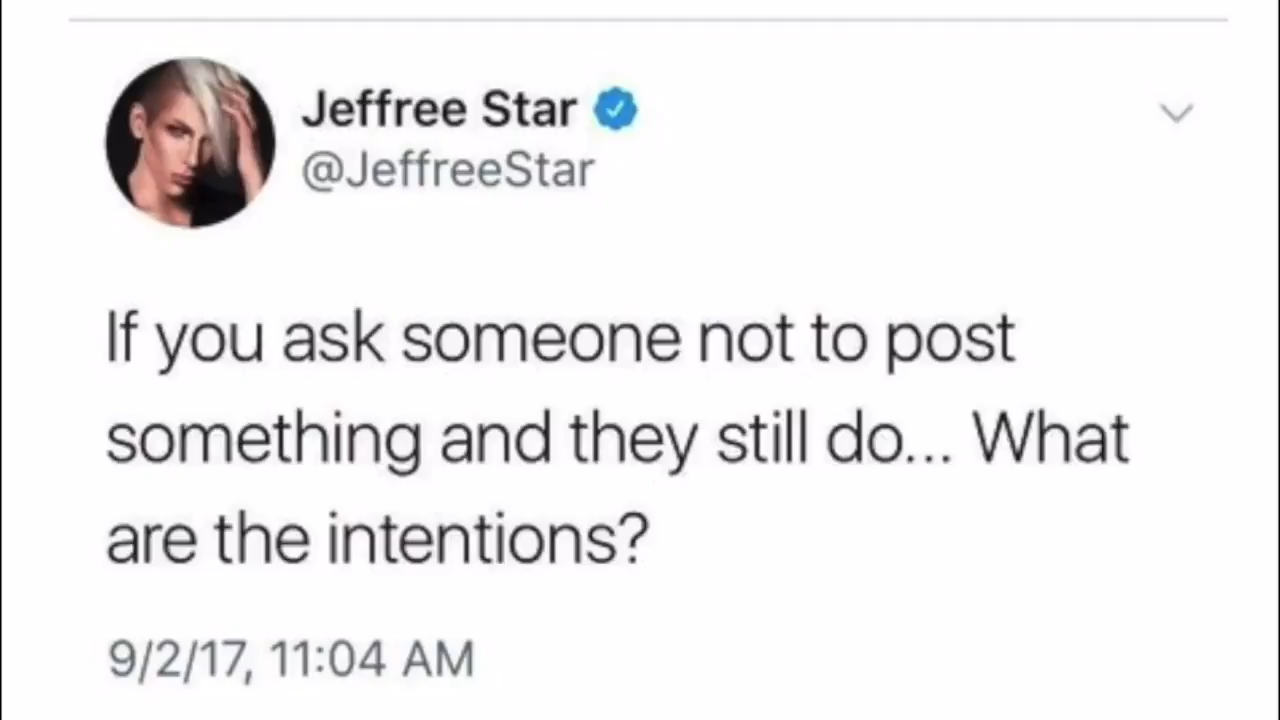 Jeffree Star
@JeffreeStar
If you ask someone not to post
something and they still do... What
are the intentions?
9/2/17, 11:04 AM